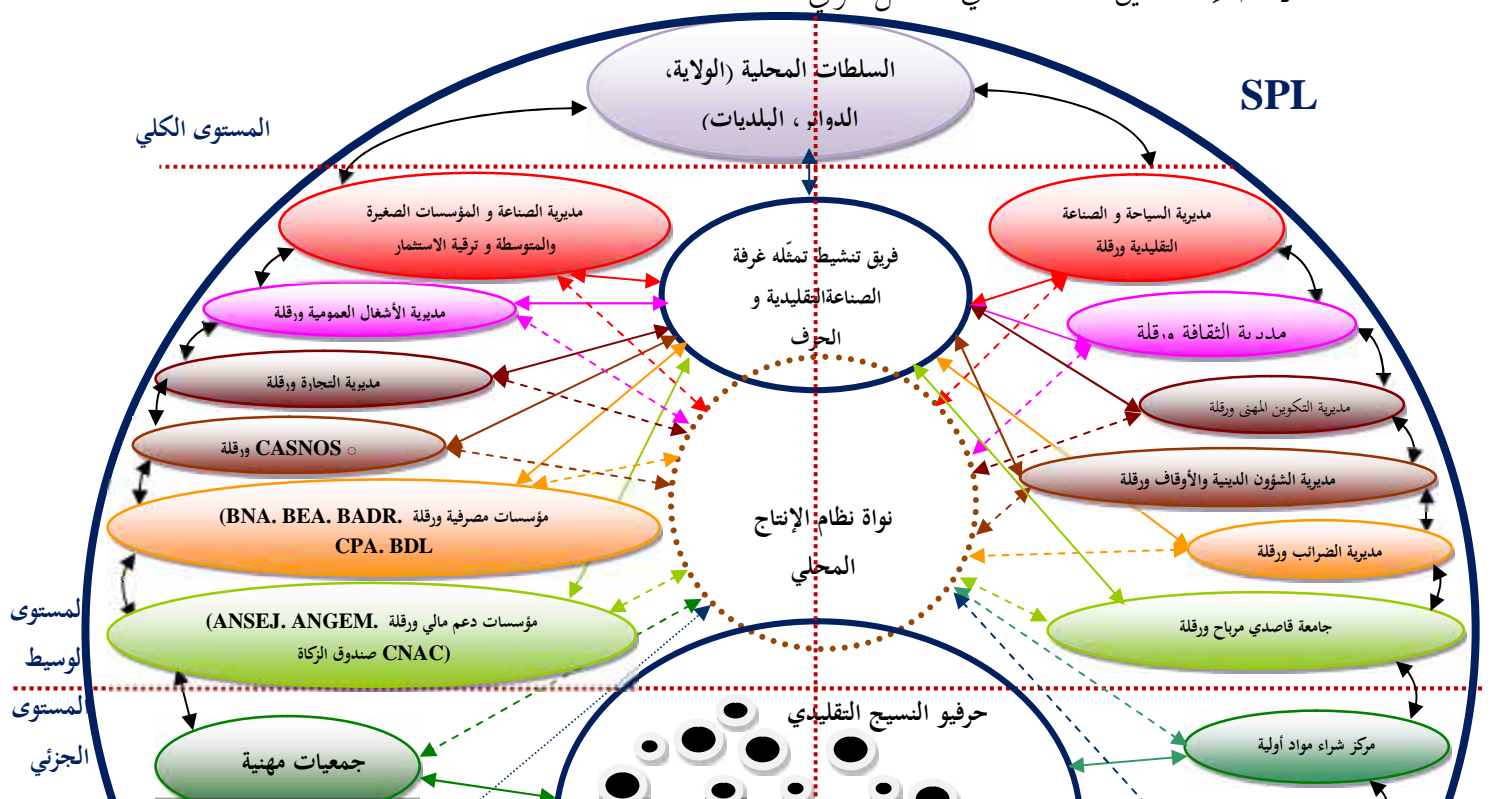 السلطات المحلية (الولاية،
الدوائر ، البلديات)
SPL
المستوى الكلي
مديرية السياحة و الصناعة
التقليدية ورقلة
مديرية الصناعة و المؤسسات الصغيرة
والمتوسطة و ترقية الاستثمار
فريق تنشيط تمثّله غرفة
الصناعةالتقليدية و
الحرف
مديرية الثقافة ورقلة
مديرية الأشغال العمومية ورقلة
مديرية التكوين المهني ورقلة
مديرية التجارة ورقلة
CASNOS ورقلة
مديرية الشؤون الدينية والأوقاف ورقلة
مؤسسات مصرفية ورقلة (BNA. BEA. BADR.
CPA. BDL
نواة نظام الإنتاج
المحلي
مديرية الضرائب ورقلة
جامعة قاصدي مرباح ورقلة
مؤسسات دعم مالي ورقلة (ANSEJ. ANGEM.
CNAC صندوق الزكاة)
المستوى
لوسيط
المستوى
الجزئي
حرفيو النسيج التقليدي
مركز شراء مواد أولية
جمعيات مهنية